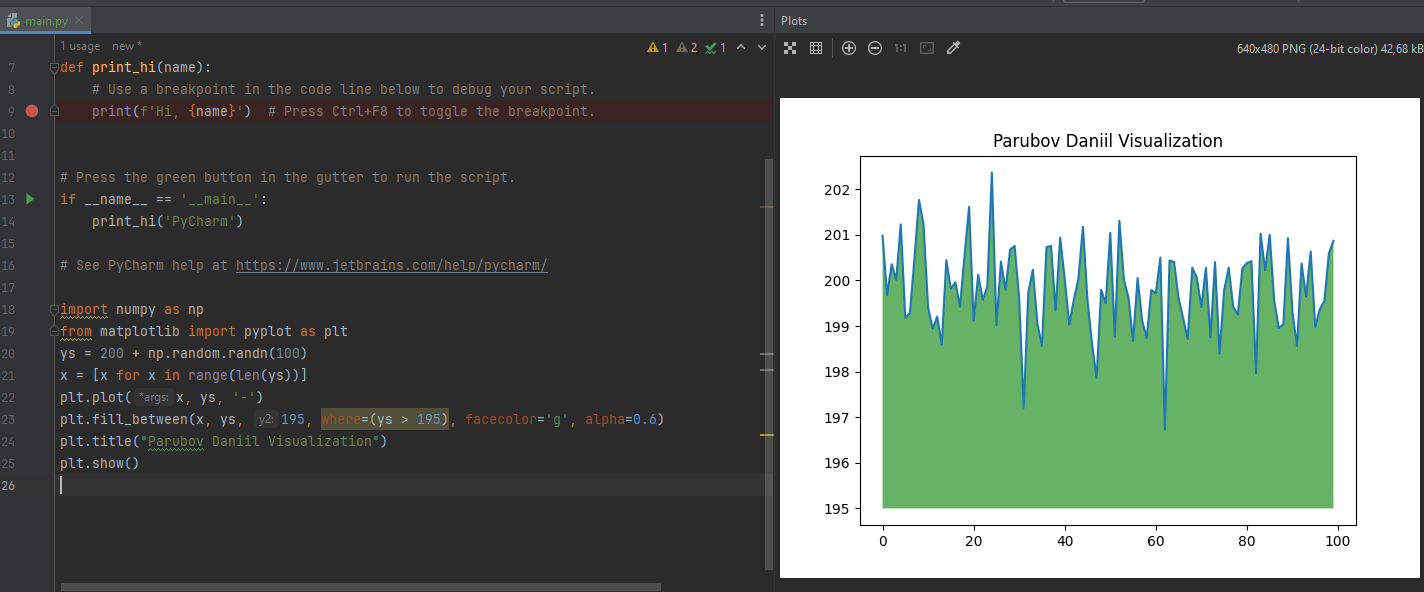 main.py
Plots
1 usage new *
1 2 1
1:1
640x480 PNG (24-bit color) 42,68 kB
7 def print_hi(name):
8 # Use a breakpoint in the code line below to debug your script.
9 print(f'Hi, {name}') # Press Ctrl+F8 to toggle the breakpoint.
10
11
12 # Press the green button in the gutter to run the script.
13 if __name__ == '__main__':
14 print_hi('PyCharm')
15
16 # See PyCharm help at https://www.jetbrains.com/help/pycharm/
17
18 import numpy as np
19 from matplotlib import pyplot as plt
20 ys = 200 + np.random.randn(100)
21 x = [x for x in range(len(ys))]
22 plt.plot( *args: x, ys, '-')
23 plt.fill_between(x, ys, y2: 195, where=(ys > 195), facecolor='g', alpha=0.6)
24 plt.title("Parubov Daniil Visualization")
25 plt.show()
26
Parubov Daniil Visualization
202
201
200
199
198
197
196
195
0 20 40 60 80 100